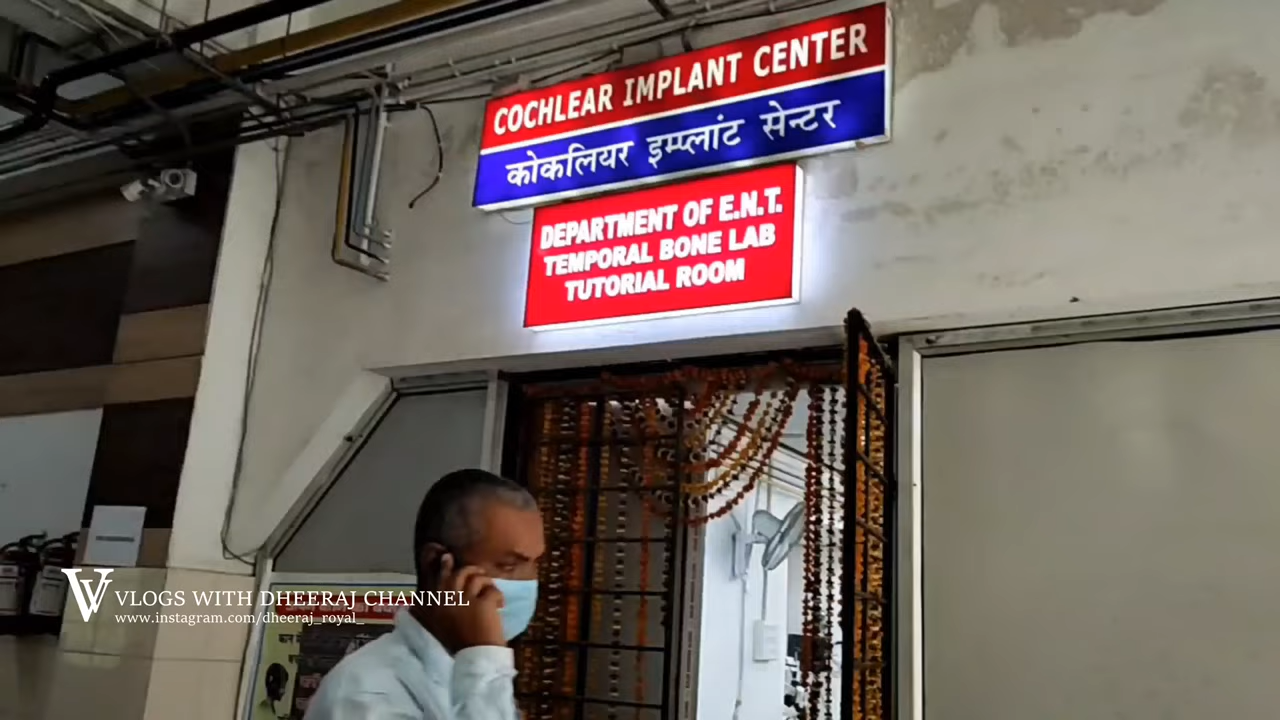 COCHLEAR IMPLANT CENTER
कोकलियर इम्प्लांट सेन्टर
DEPARTMENT OF E.N.T.
TEMPORAL BONE LAB
TUTORIAL ROOM
VLOGS WITH DHEERAJ CHANNEL
www.instagram.com/dheeraj_royal_